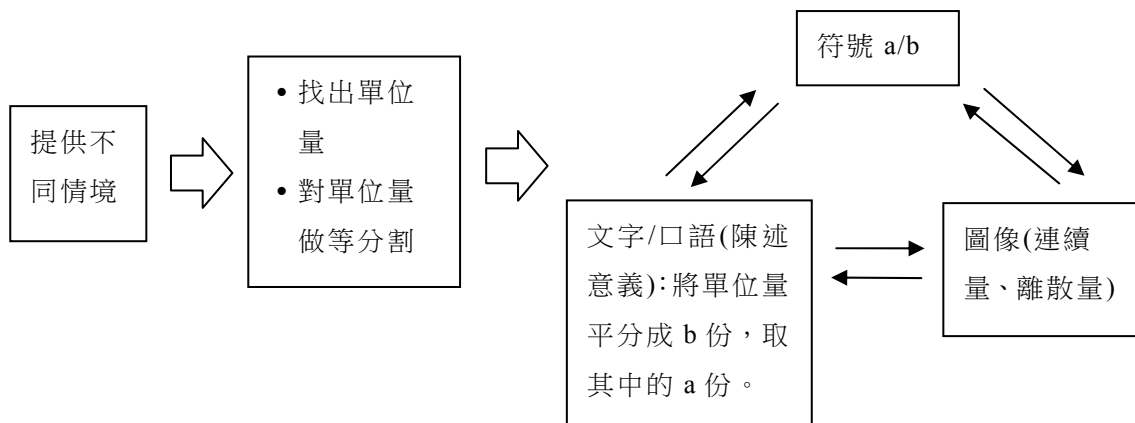 提供不
同情境
• 找出單位
量
• 對單位量
做等分割
符號 a/b
文字/口語(陳述
意義):將單位量
平分成 b 份，取
其中的 a 份。
圖像(連續
量、離散量)